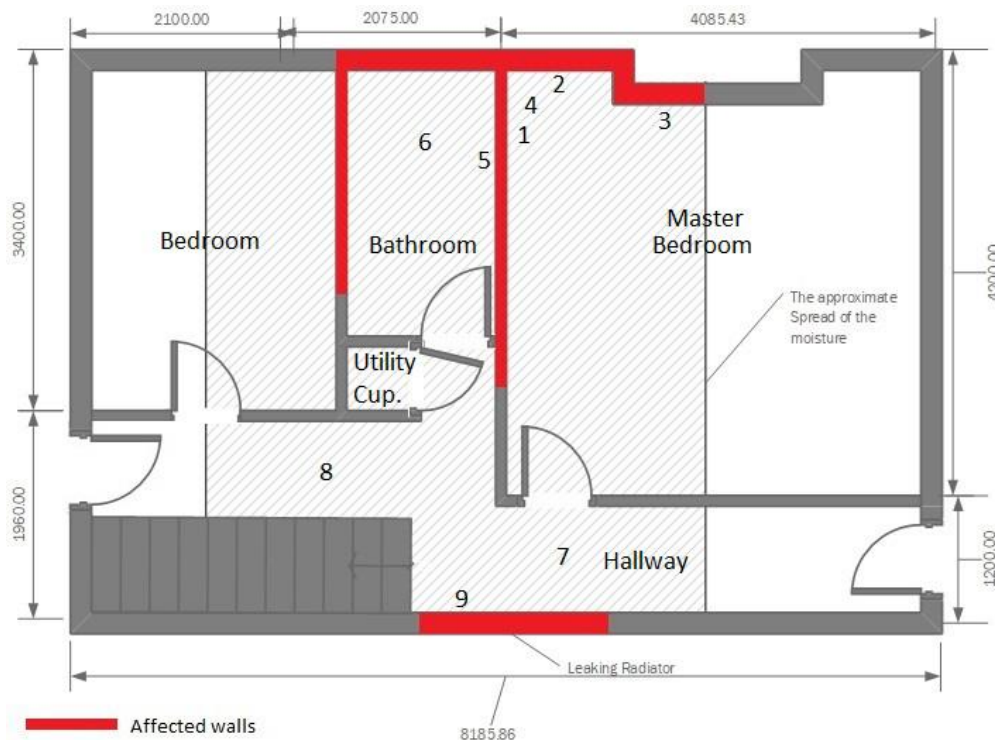 2100.00
2075.00
4085.43
3400.00
1960.00
4200.00
1200.00
2
4
1
3
6
5
Bedroom
Bathroom
Master
Bedroom
The approximate
Spread of the
moisture
Utility
Cup.
8
7
Hallway
9
Leaking Radiator
Affected walls
8185.86